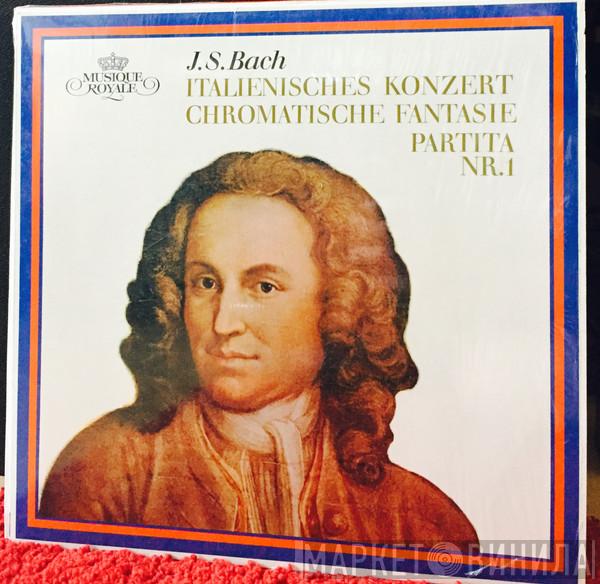 MUSIQUE
ROYALE
J.S.Bach
ITALIENISCHES KONZERT
CHROMATISCHE FANTASIE
PARTITA
NR.1
МАРКЕТ ВИНИЛА